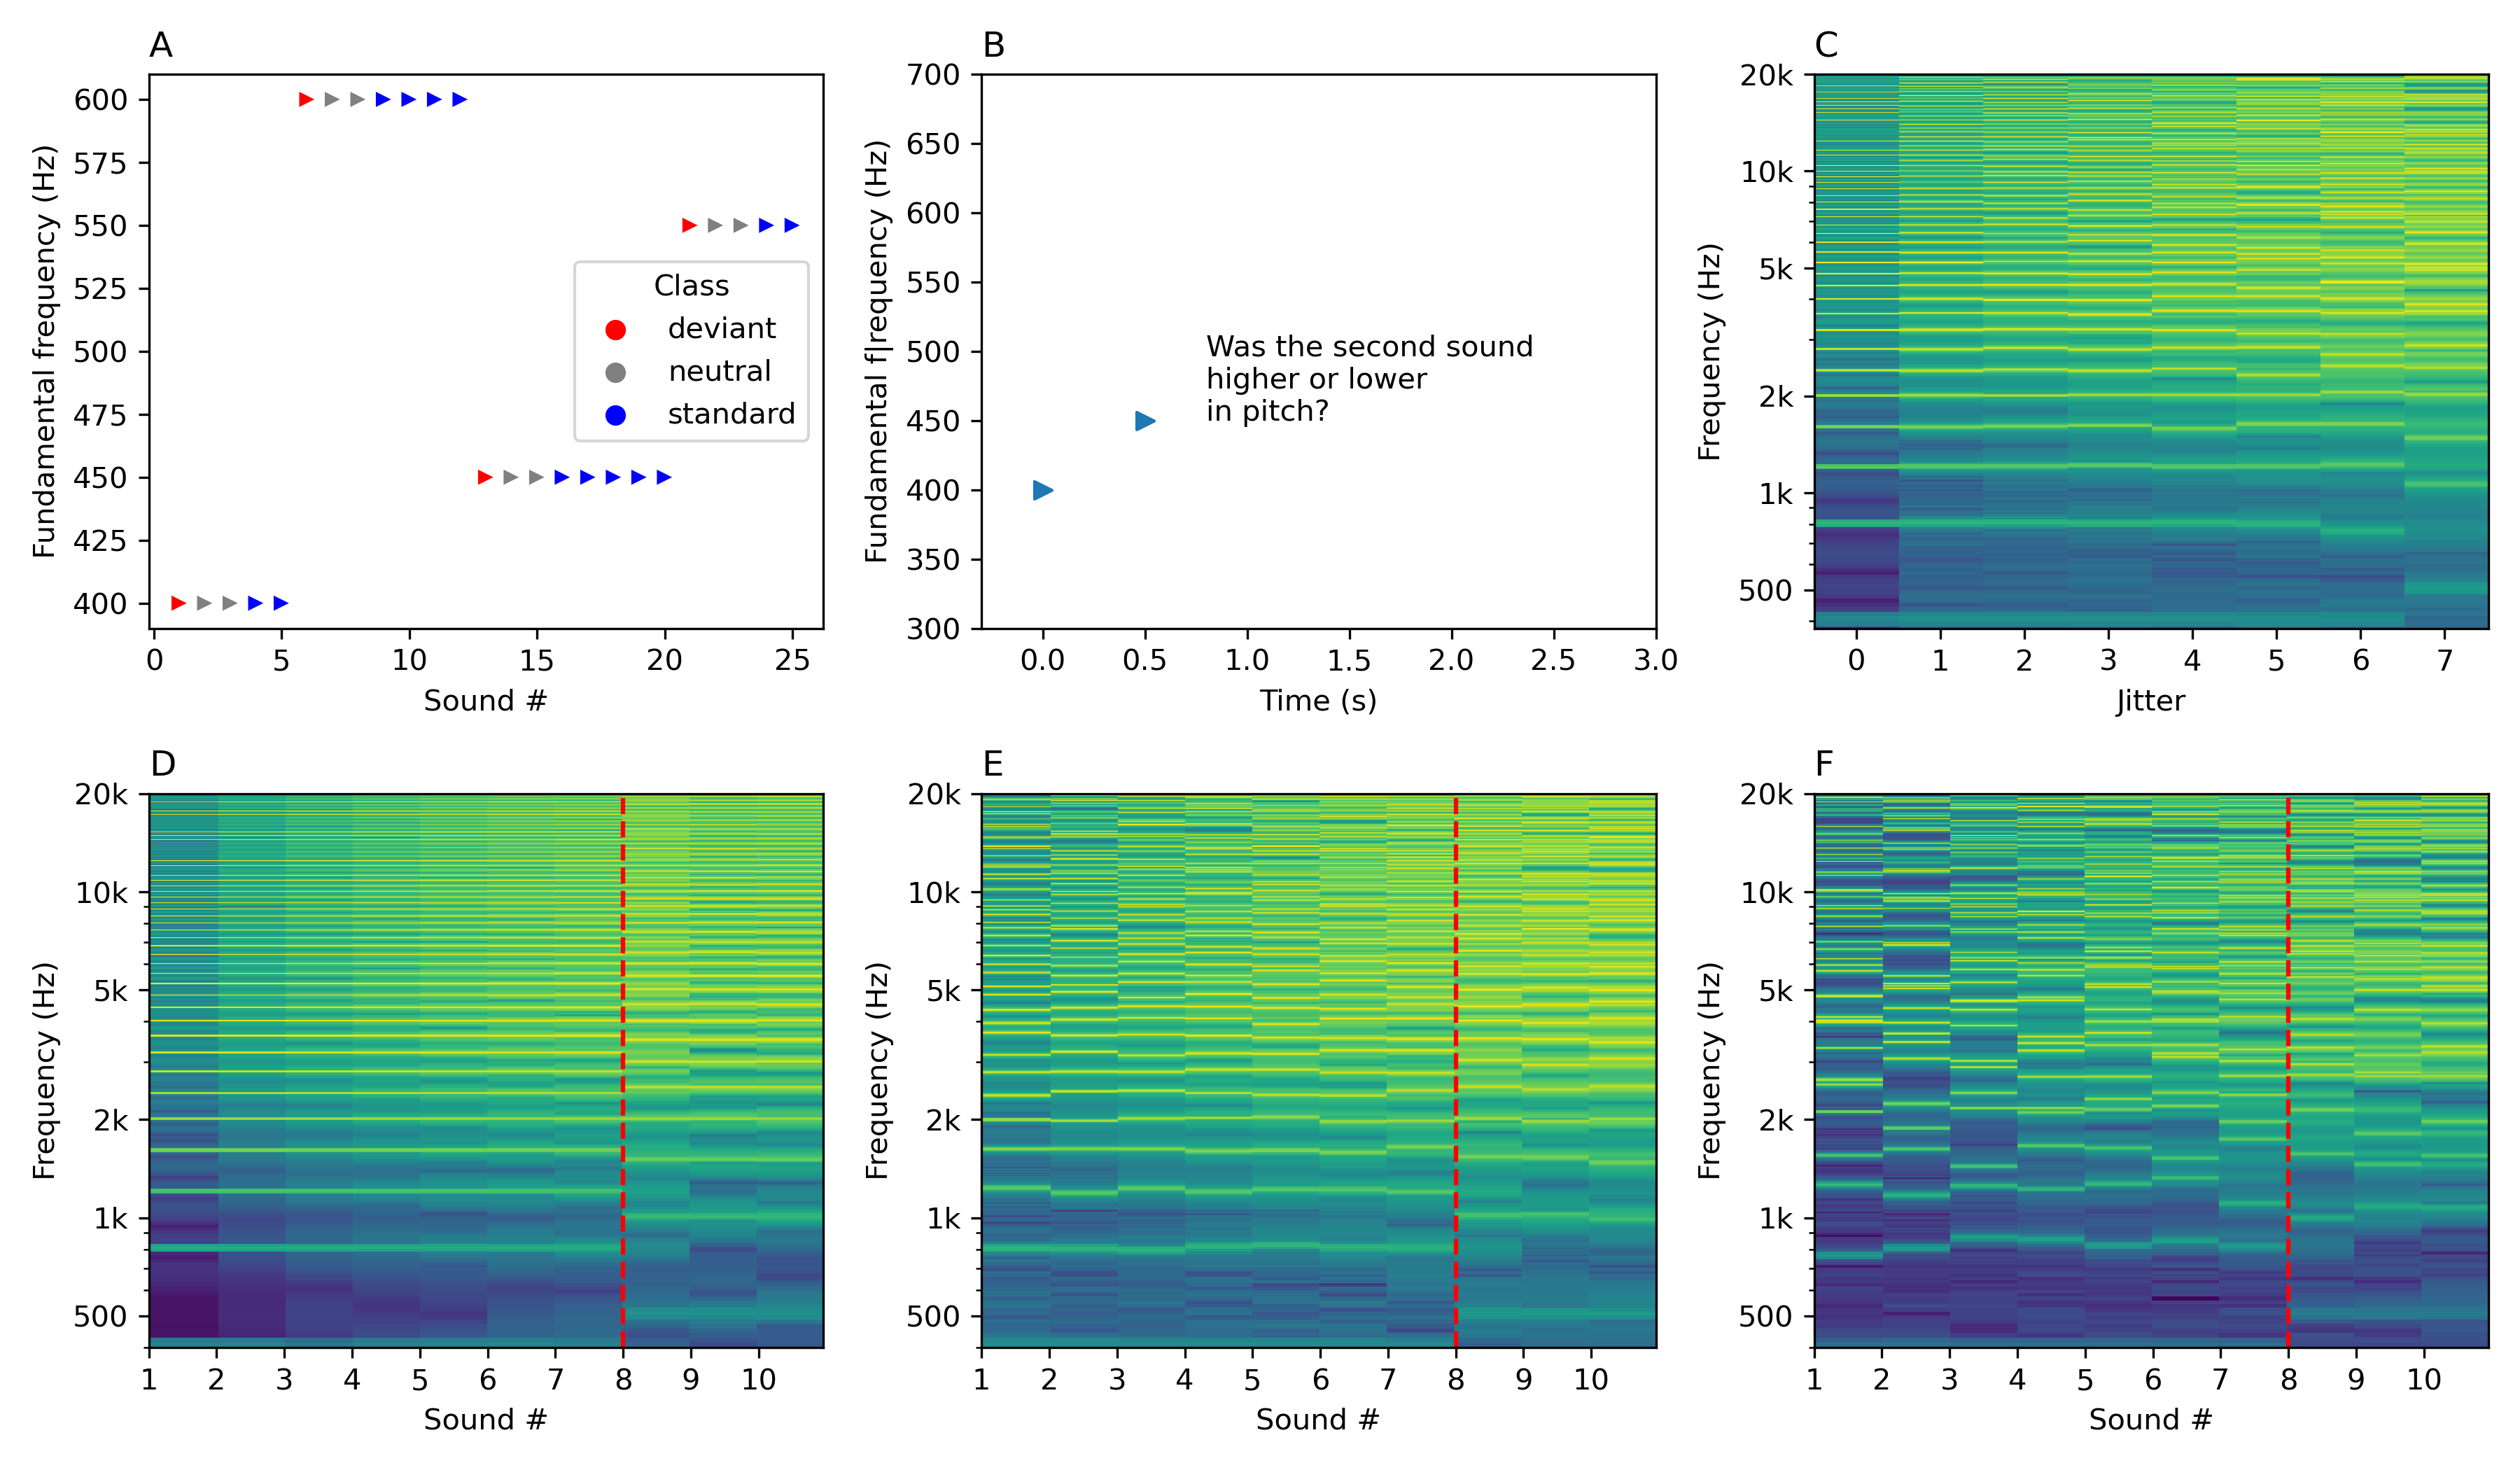 A
Fundamental frequency (Hz)
600
575
550
525
500
475
450
425
400
Class
deviant
neutral
standard
0
5
10
15
20
25
Sound #
B
Fundamental f|requency (Hz)
700
650
600
550
500
450
400
350
300
Was the second sound
higher or lower
in pitch?
0.0
0.5
1.0
1.5
2.0
2.5
3.0
Time (s)
C
Frequency (Hz)
20k
10k
5k
2k
1k
500
0
1
2
3
4
5
6
7
Jitter
D
Frequency (Hz)
20k
10k
5k
2k
1k
500
1
2
3
4
5
6
7
8
9
10
Sound #
E
Frequency (Hz)
20k
10k
5k
2k
1k
500
1
2
3
4
5
6
7
8
9
10
Sound #
F
Frequency (Hz)
20k
10k
5k
2k
1k
500
1
2
3
4
5
6
7
8
9
10
Sound #